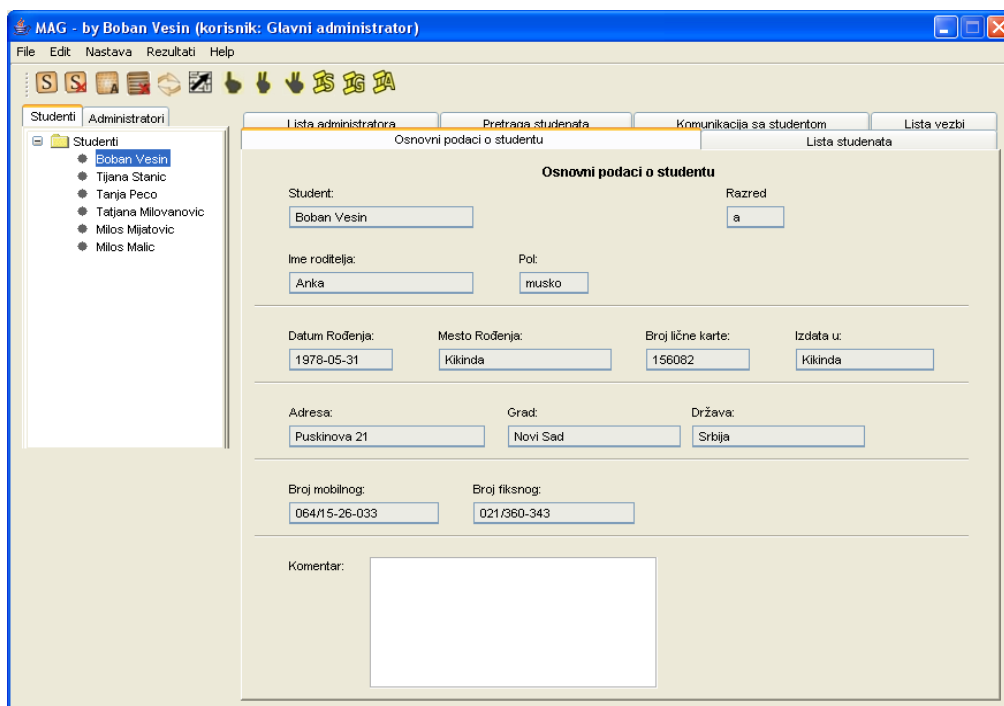 MAG - by Boban Vesin (korisnik: Glavni administrator)
File Edit Nastava Rezultati Help
S S A IS IG IA
Studenti Administratori
Studenti
Boban Vesin
Tijana Stanic
Tanja Peco
Tatjana Milovanovic
Milos Mijatovic
Milos Malic
Lista administratora Pretraga studenata Komunikacija sa studentom Lista vezbi
Osnovni podaci o studentu Lista studenata
Osnovni podaci o studentu
Student: Razred
Boban Vesin a
Ime roditelja: Pol:
Anka musko
Datum Rođenja: Mesto Rođenja: Broj lične karte: Izdata u:
1978-05-31 Kikinda 156082 Kikinda
Adresa: Grad: Država:
Puskinova 21 Novi Sad Srbija
Broj mobilnog: Broj fiksnog:
064/15-26-033 021/360-343
Komentar: